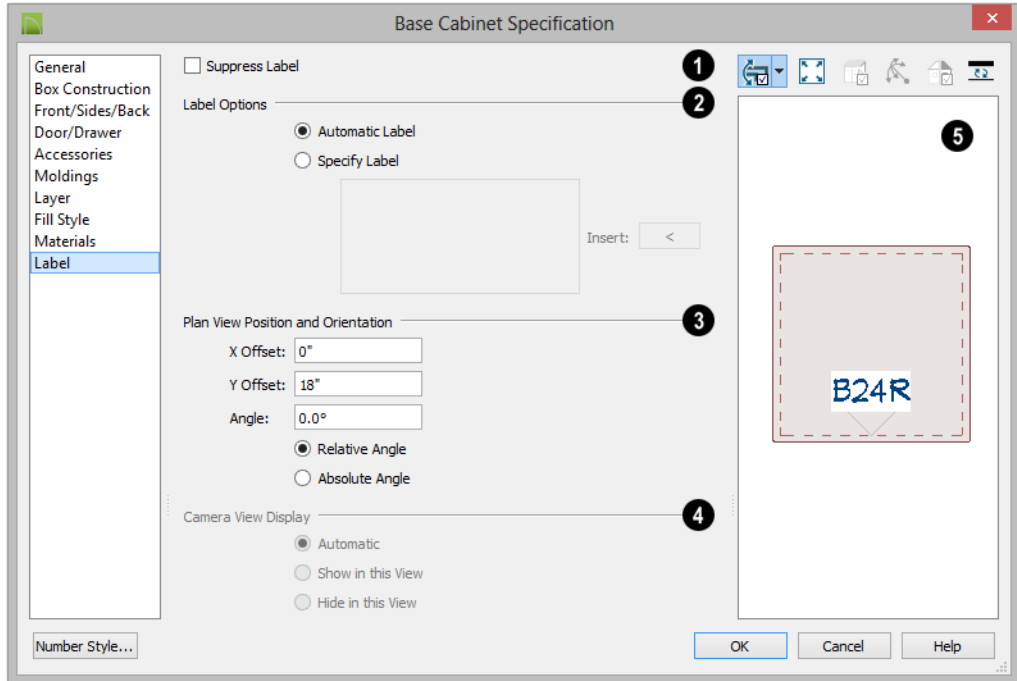 Base Cabinet Specification
×
General
Box Construction
Front/Sides/Back
Door/Drawer
Accessories
Moldings
Layer
Fill Style
Materials
Label
Suppress Label
1
Label Options
2
Automatic Label
Specify Label
Insert:
<
Plan View Position and Orientation
3
X Offset: 0"
Y Offset: 18"
Angle: 0.0°
Relative Angle
Absolute Angle
Camera View Display
4
Automatic
Show in this View
Hide in this View
5
B24R
Number Style...
OK
Cancel
Help